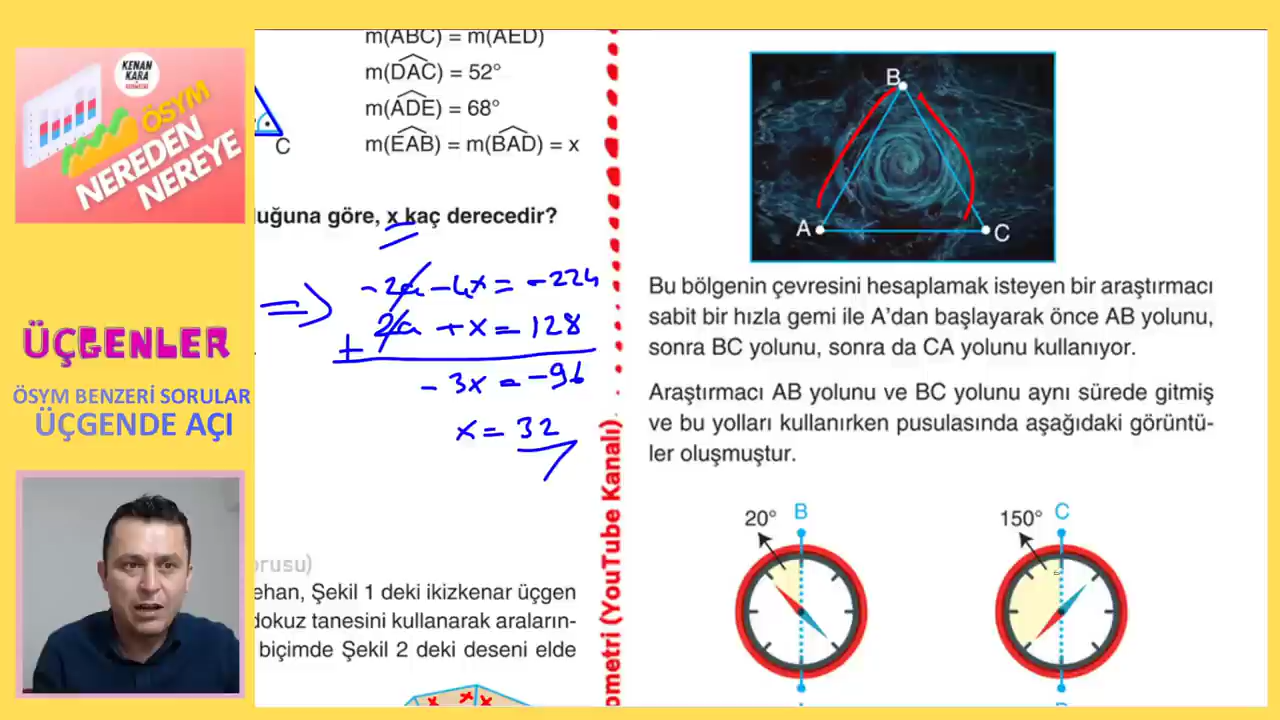 KENAN
KARA
ÖSYM
NEREDEN
NEREYE
ÜÇGENLER
ÖSYM BENZERİ SORULAR
ÜÇGENDE AÇI
m(ABC) = m(AED)
m(DAC) = 52°
m(ADE) = 68°
m(EAB) = m(BAD) = x
C
luğuna göre, x kaç derecedir?
-2a - 4x = -224
+ 2a + x = 128
-3x = -96
x = 32
orusu)
ehan, Şekil 1 deki ikizkenar üçgen
dokuz tanesini kullanarak araların-
biçimde Şekil 2 deki deseni elde
ometri (YouTube Kanalı)
B
A
C
Bu bölgenin çevresini hesaplamak isteyen bir araştırmacı
sabit bir hızla gemi ile A'dan başlayarak önce AB yolunu,
sonra BC yolunu, sonra da CA yolunu kullanıyor.
Araştırmacı AB yolunu ve BC yolunu aynı sürede gitmiş
ve bu yolları kullanırken pusulasında aşağıdaki görüntü-
ler oluşmuştur.
20° B
150° C